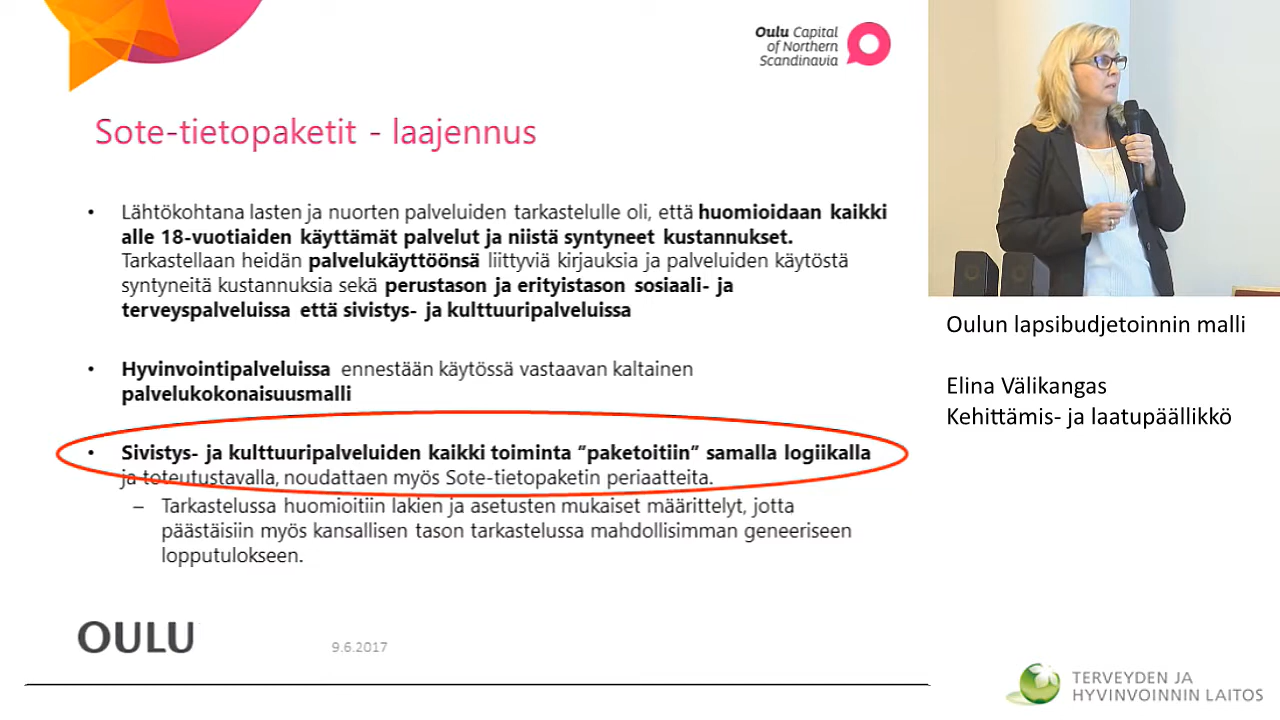 Oulu Capital
of Northern
Scandinavia
Sote-tietopaketit - laajennus
• Lähtökohtana lasten ja nuorten palveluiden tarkastelulle oli, että huomioidaan kaikki
alle 18-vuotiaiden käyttämät palvelut ja niistä syntyneet kustannukset.
Tarkastellaan heidän palvelukäyttöönsä liittyviä kirjauksia ja palveluiden käytöstä
syntyneitä kustannuksia sekä perustason ja erityistason sosiaali- ja
terveyspalveluissa että sivistys- ja kulttuuripalveluissa
• Hyvinvointipalveluissa ennestään käytössä vastaavan kaltainen
palvelukokonaisuusmalli
• Sivistys- ja kulttuuripalveluiden kaikki toiminta ”paketoitiin” samalla logiikalla
ja toteutustavalla, noudattaen myös Sote-tietopaketin periaatteita.
– Tarkastelussa huomioitiin lakien ja asetusten mukaiset määrittelyt, jotta
päästäisiin myös kansallisen tason tarkastelussa mahdollisimman geneeriseen
lopputulokseen.
OULU
9.6.2017
Oulun lapsibudjetoinnin malli
Elina Välikangas
Kehittämis- ja laatupäällikkö
TERVEYDEN JA
HYVINVOINNIN LAITOS